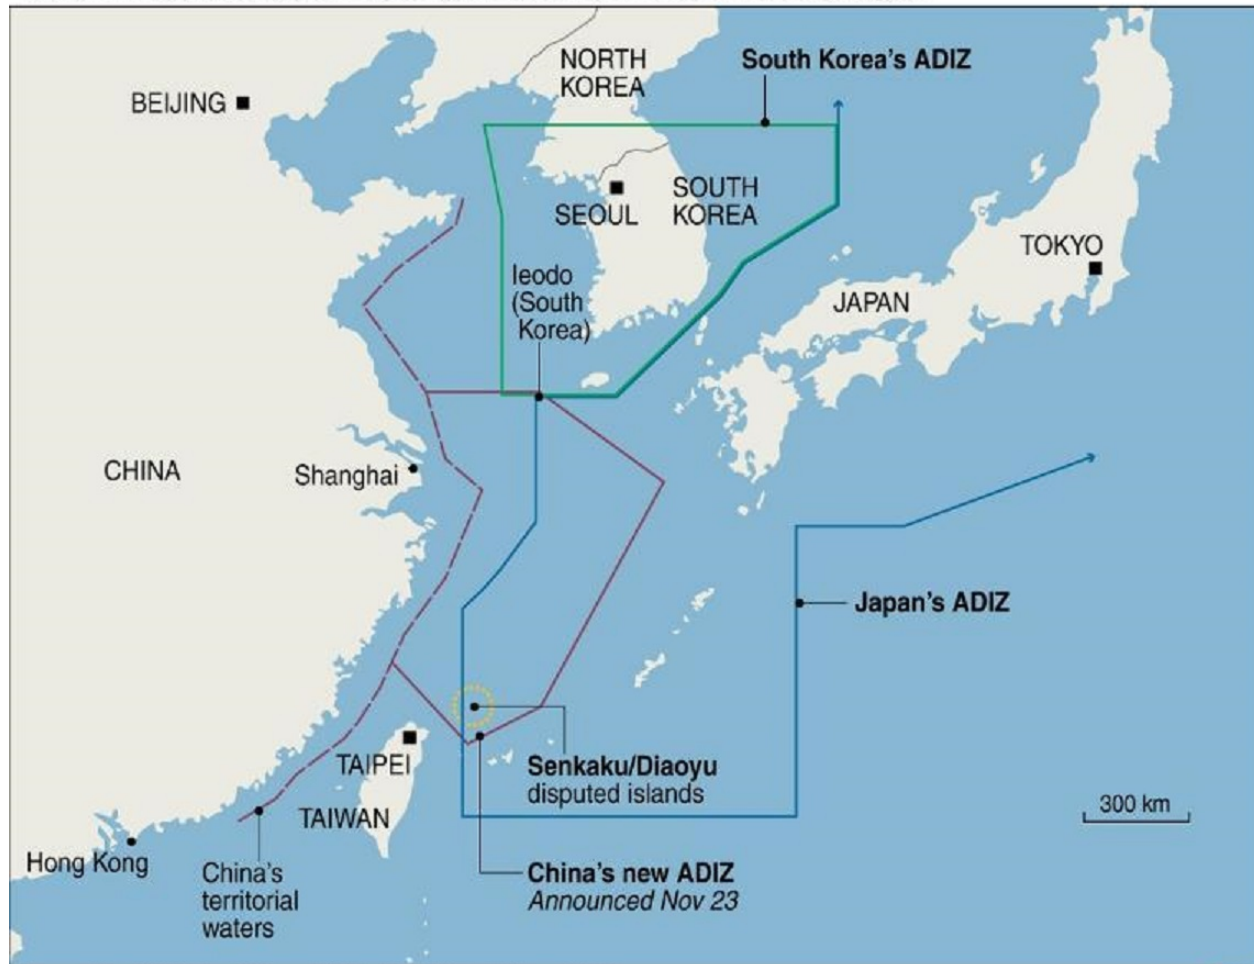 NORTH
KOREA
South Korea's ADIZ
BEIJING
SOUTH
KOREA
SEOUL
TOKYO
Ieodo
(South
Korea)
JAPAN
CHINA
Shanghai
Japan's ADIZ
TAIPEI
Senkaku/Diaoyu
disputed islands
TAIWAN
300 km
Hong Kong
China's
territorial
waters
China's new ADIZ
Announced Nov 23